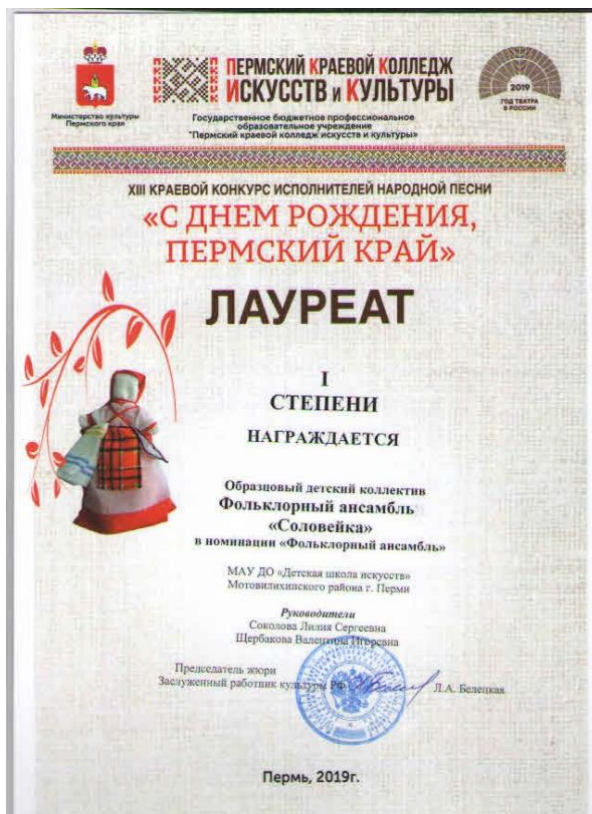 ПЕРМСКИЙ КРАЕВОЙ КОЛЛЕДЖ
ИСКУССТВ и КУЛЬТУРЫ
2019
ГОД ТЕАТРА
В РОССИИ
Министерство культуры
Пермского края
Государственное бюджетное профессиональное
образовательное учреждение
"Пермский краевой колледж искусств и культуры»
XIII КРАЕВОЙ КОНКУРС ИСПОЛНИТЕЛЕЙ НАРОДНОЙ ПЕСНИ
«С ДНЕМ РОЖДЕНИЯ,
ПЕРМСКИЙ КРАЙ»
ЛАУРЕАТ
I
СТЕПЕНИ
НАГРАЖДАЕТСЯ
Образцовый детский коллектив
Фольклорный ансамбль
«Соловейка»
в номинации «Фольклорный ансамбль»
МАУ ДО «Детская школа искусств»
Мотовилихинского района г. Перми
Руководители
Соколова Лилия Сергеевна
Щербакова Валентина Игоревна
Председатель жюри
Заслуженный работник культуры РФ Л.А. Белецкая
Пермь, 2019г.